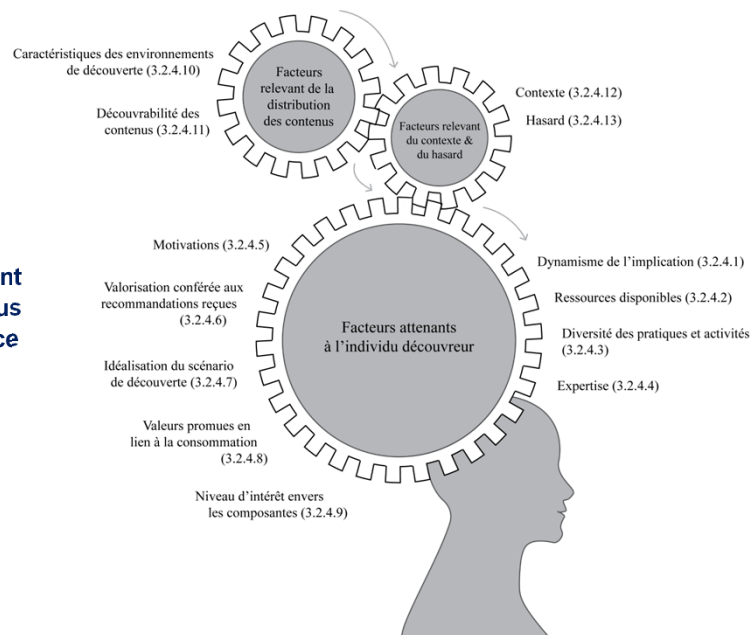 Caractéristiques des environnements
de découverte (3.2.4.10)
Découvrabilité des
contenus (3.2.4.11)
Facteurs
relevant de la
distribution
des contenus
Facteurs relevant
du contexte &
du hasard
Contexte (3.2.4.12)
Hasard (3.2.4.13)
Motivations (3.2.4.5)
Valorisation conférée aux
recommandations reçues
(3.2.4.6)
Idéalisation du scénario
de découverte (3.2.4.7)
Valeurs promues en
lien à la consommation
(3.2.4.8)
Niveau d'intérêt envers
les composantes (3.2.4.9)
Facteurs attenants
à l'individu découvreur
Dynamisme de l'implication (3.2.4.1)
Ressources disponibles (3.2.4.2)
Diversité des pratiques et activités
(3.2.4.3)
Expertise (3.2.4.4)